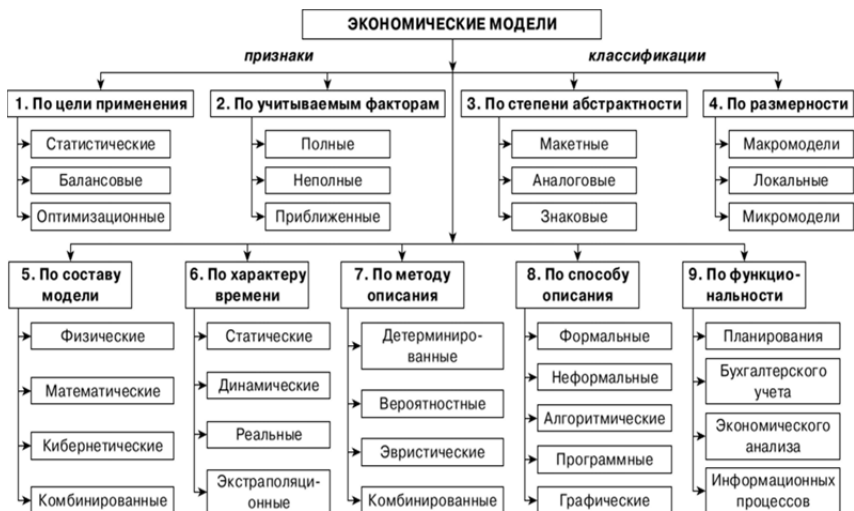 ЭКОНОМИЧЕСКИЕ МОДЕЛИ
признаки
классификации
1. По цели применения
Статистические
Балансовые
Оптимизационные
2. По учитываемым факторам
Полные
Неполные
Приближенные
3. По степени абстрактности
Макетные
Аналоговые
Знаковые
4. По размерности
Макромодели
Локальные
Микромодели
5. По составу
модели
Физические
Математические
Кибернетические
Комбинированные
6. По характеру
времени
Статические
Динамические
Реальные
Экстраполяци-
онные
7. По методу
описания
Детерминиро-
ванные
Вероятностные
Эвристические
Комбинированные
8. По способу
описания
Формальные
Неформальные
Алгоритмические
Программные
Графические
9. По функцио-
нальности
Планирования
Бухгалтерского
учета
Экономического
анализа
Информационных
процессов